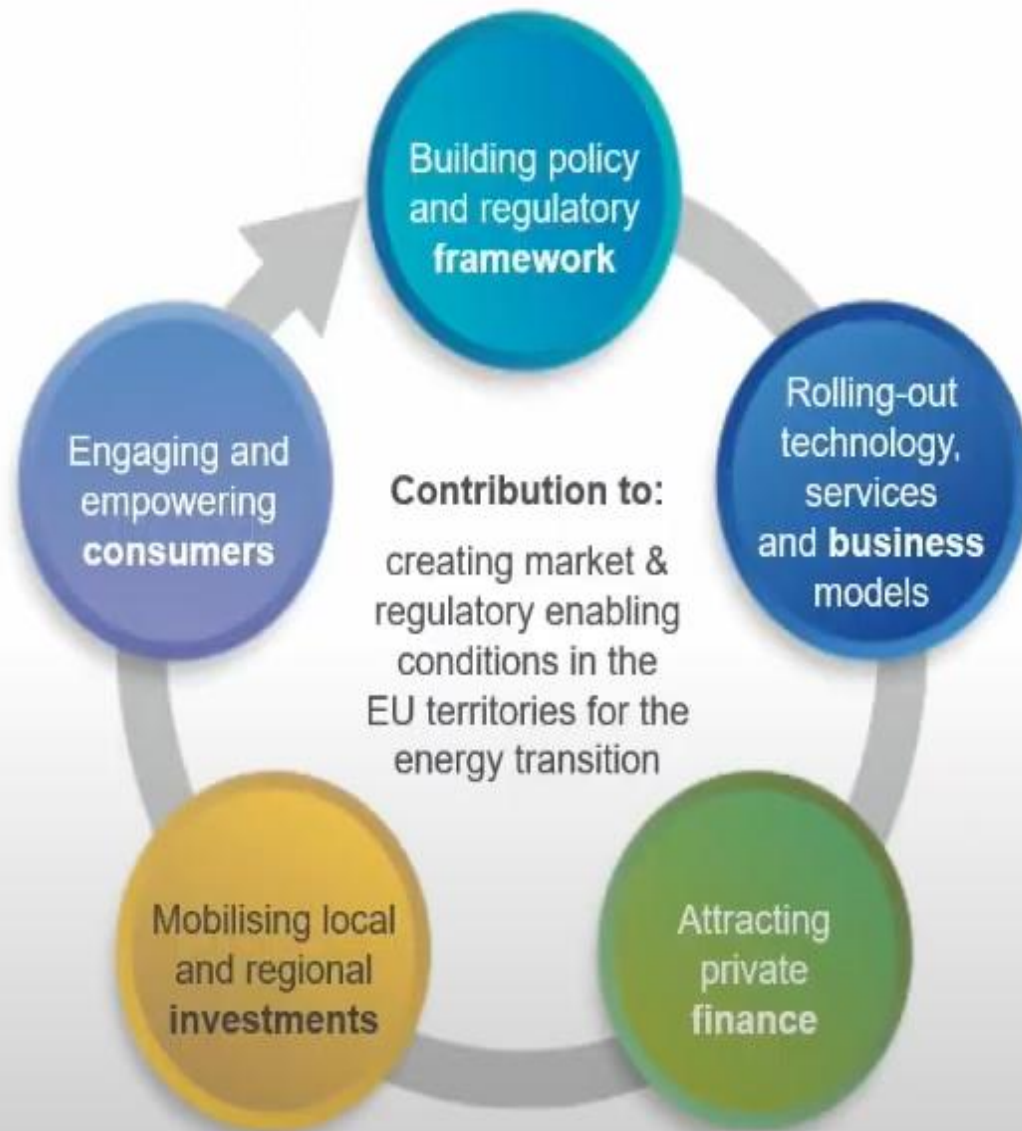 Building policy
and regulatory
framework
Rolling-out
technology,
services
and business
models
Attracting
private
finance
Mobilising local
and regional
investments
Engaging and
empowering
consumers
Contribution to:
creating market &
regulatory enabling
conditions in the
EU territories for the
energy transition